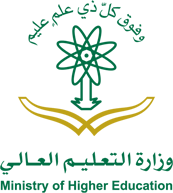 وفوق كل ذي علم عليم
وزارة التعليم العالي
Ministry of Higher Education